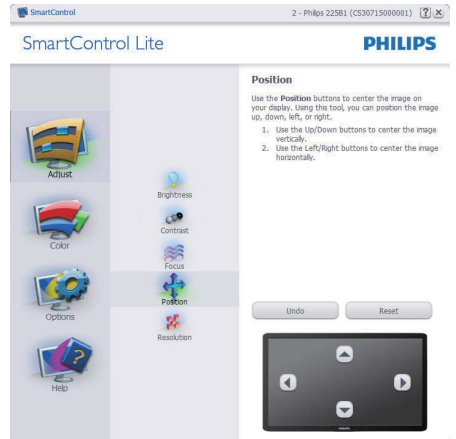 SmartControl
2 - Philips 225B1 (CS30715000001)
SmartControl Lite
PHILIPS
Adjust
Color
Options
Help
Brightness
Contrast
Focus
Position
Resolution
Position
Use the Position buttons to center the image on
your display. Using this tool, you can position the image
up, down, left, or right.
1. Use the Up/Down buttons to center the image
vertically.
2. Use the Left/Right buttons to center the image
horizontally.
Undo
Reset